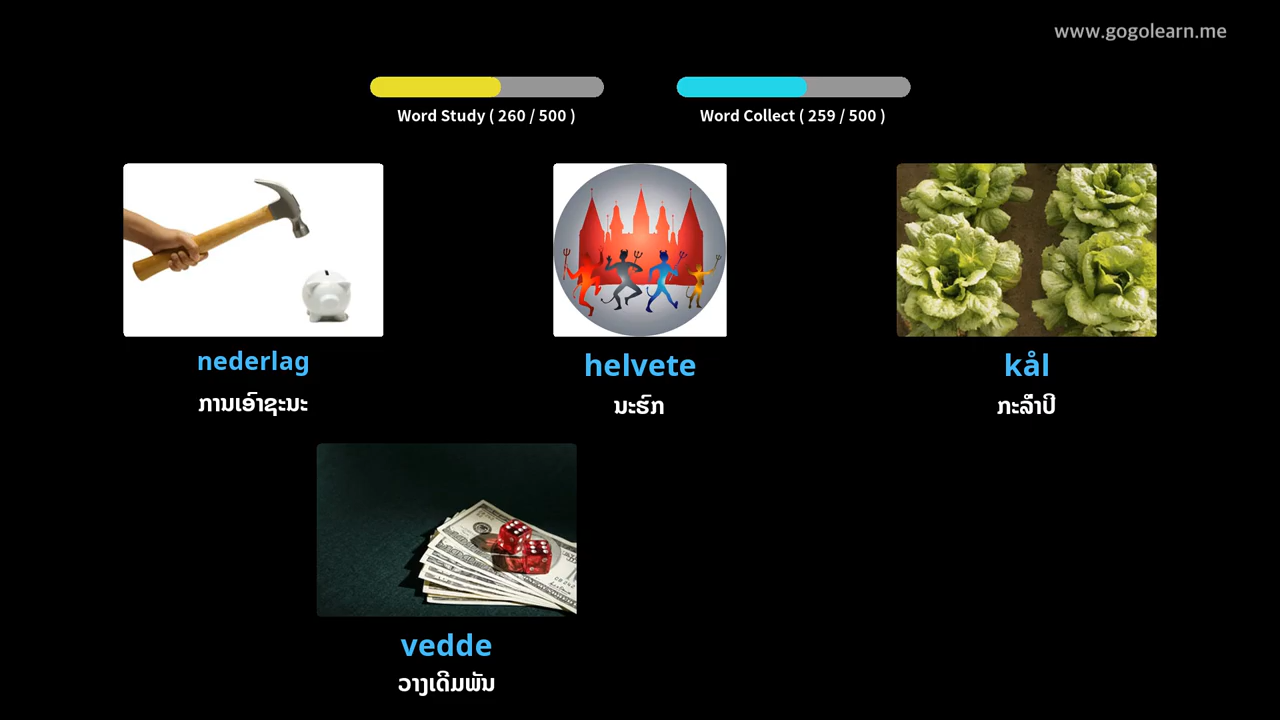 www.gogolearn.me
Word Study ( 260 / 500 )
Word Collect ( 259 / 500 )
nederlag
ການເອົາຊະນະ
helvete
ນະຮົກ
kål
ກະລໍ່າປີ
vedde
ວາງເດີມພັນ